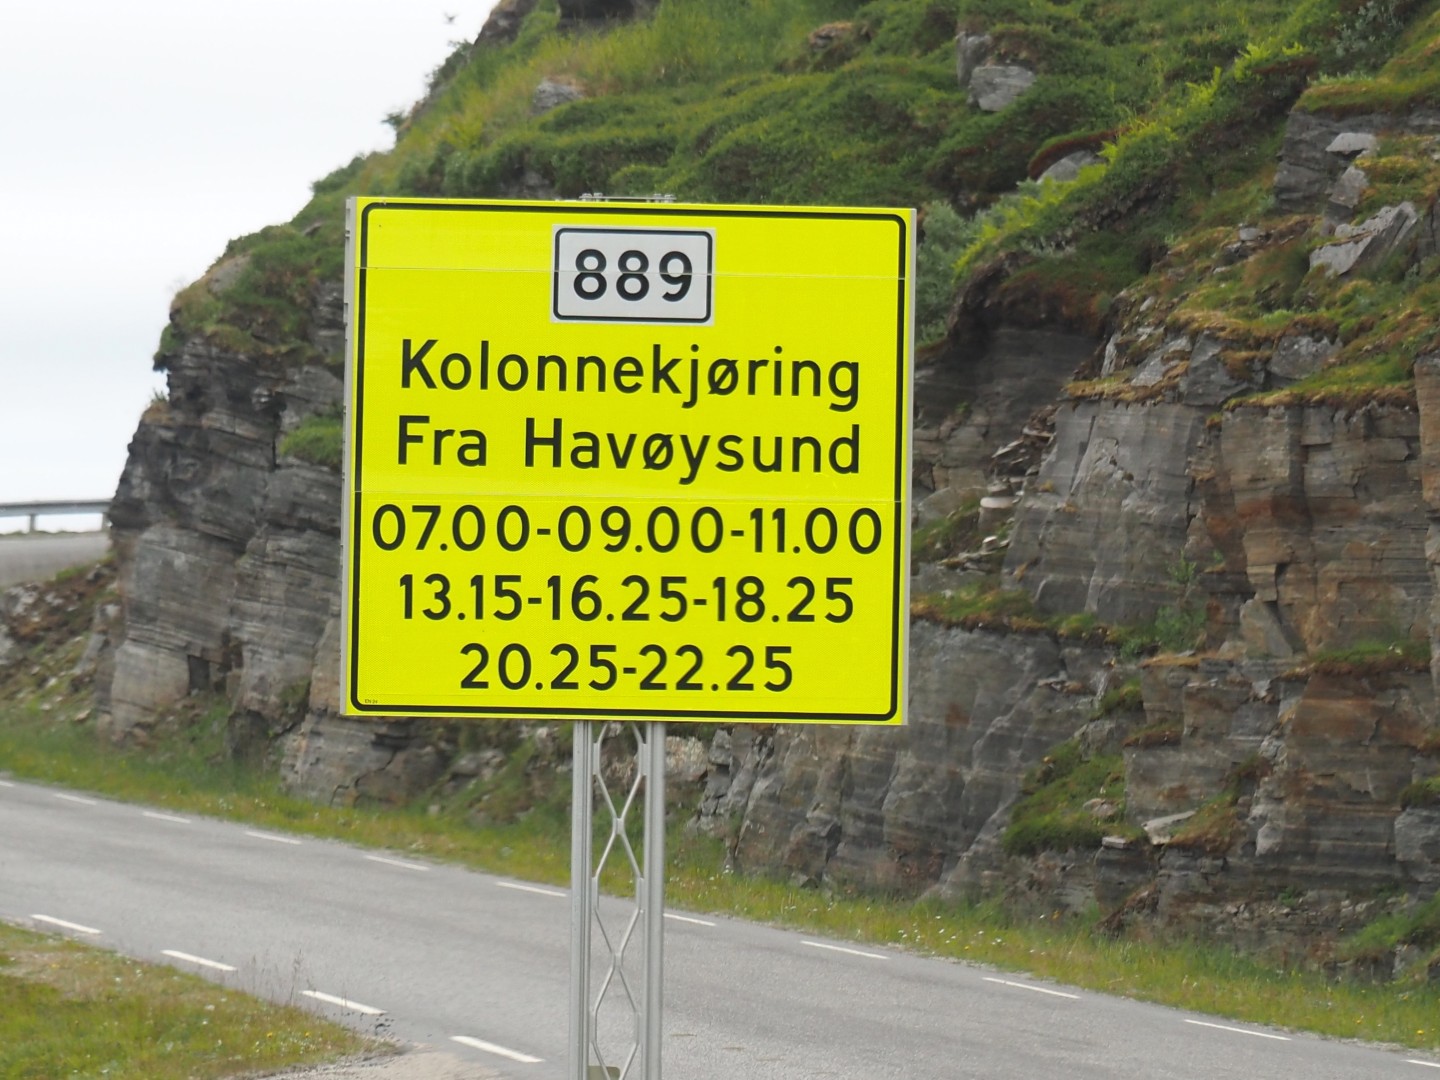 889
Kolonnekjøring
Fra Havøysund
07.00-09.00-11.00
13.15-16.25-18.25
20.25-22.25